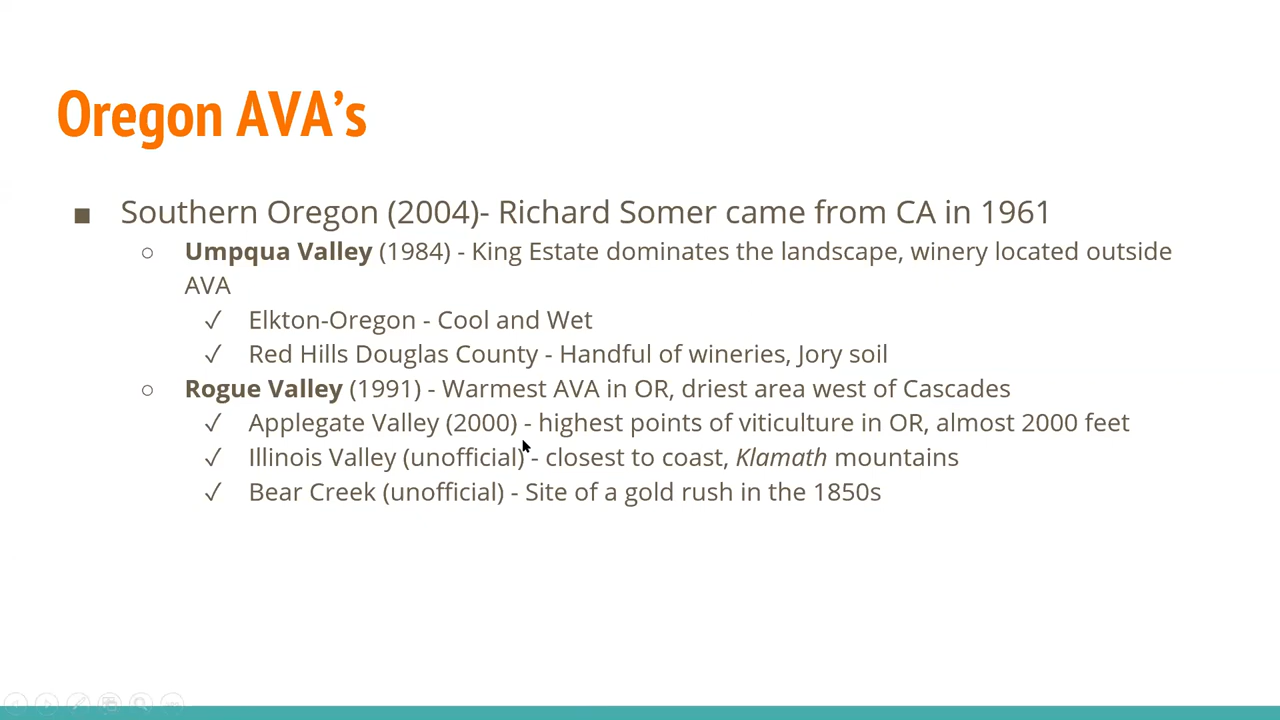 Oregon AVA’s
■ Southern Oregon (2004)- Richard Somer came from CA in 1961
○ Umpqua Valley (1984) - King Estate dominates the landscape, winery located outside
AVA
✓ Elkton-Oregon - Cool and Wet
✓ Red Hills Douglas County - Handful of wineries, Jory soil
○ Rogue Valley (1991) - Warmest AVA in OR, driest area west of Cascades
✓ Applegate Valley (2000) - highest points of viticulture in OR, almost 2000 feet
✓ Illinois Valley (unofficial) - closest to coast, Klamath mountains
✓ Bear Creek (unofficial) - Site of a gold rush in the 1850s